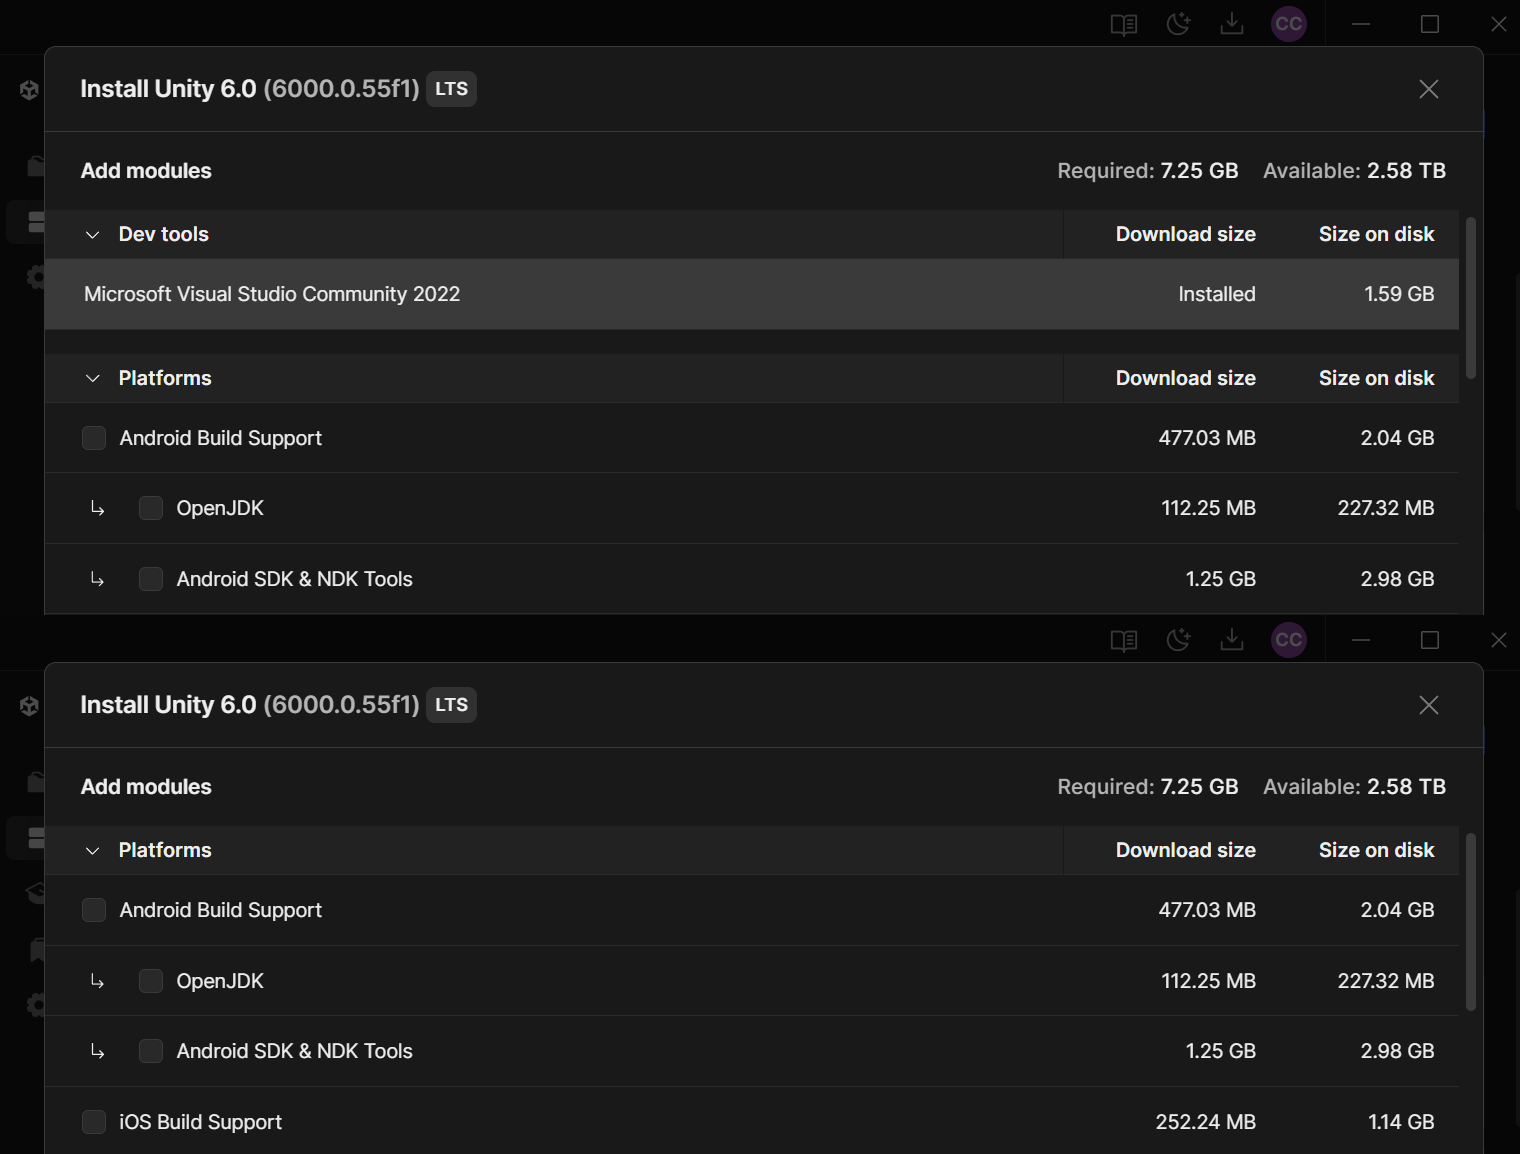 CC
Install Unity 6.0 (6000.0.55f1) LTS
Add modules Required: 7.25 GB Available: 2.58 TB
Dev tools Download size Size on disk
Microsoft Visual Studio Community 2022 Installed 1.59 GB
Platforms Download size Size on disk
Android Build Support 477.03 MB 2.04 GB
OpenJDK 112.25 MB 227.32 MB
Android SDK & NDK Tools 1.25 GB 2.98 GB
CC
Install Unity 6.0 (6000.0.55f1) LTS
Add modules Required: 7.25 GB Available: 2.58 TB
Platforms Download size Size on disk
Android Build Support 477.03 MB 2.04 GB
OpenJDK 112.25 MB 227.32 MB
Android SDK & NDK Tools 1.25 GB 2.98 GB
iOS Build Support 252.24 MB 1.14 GB